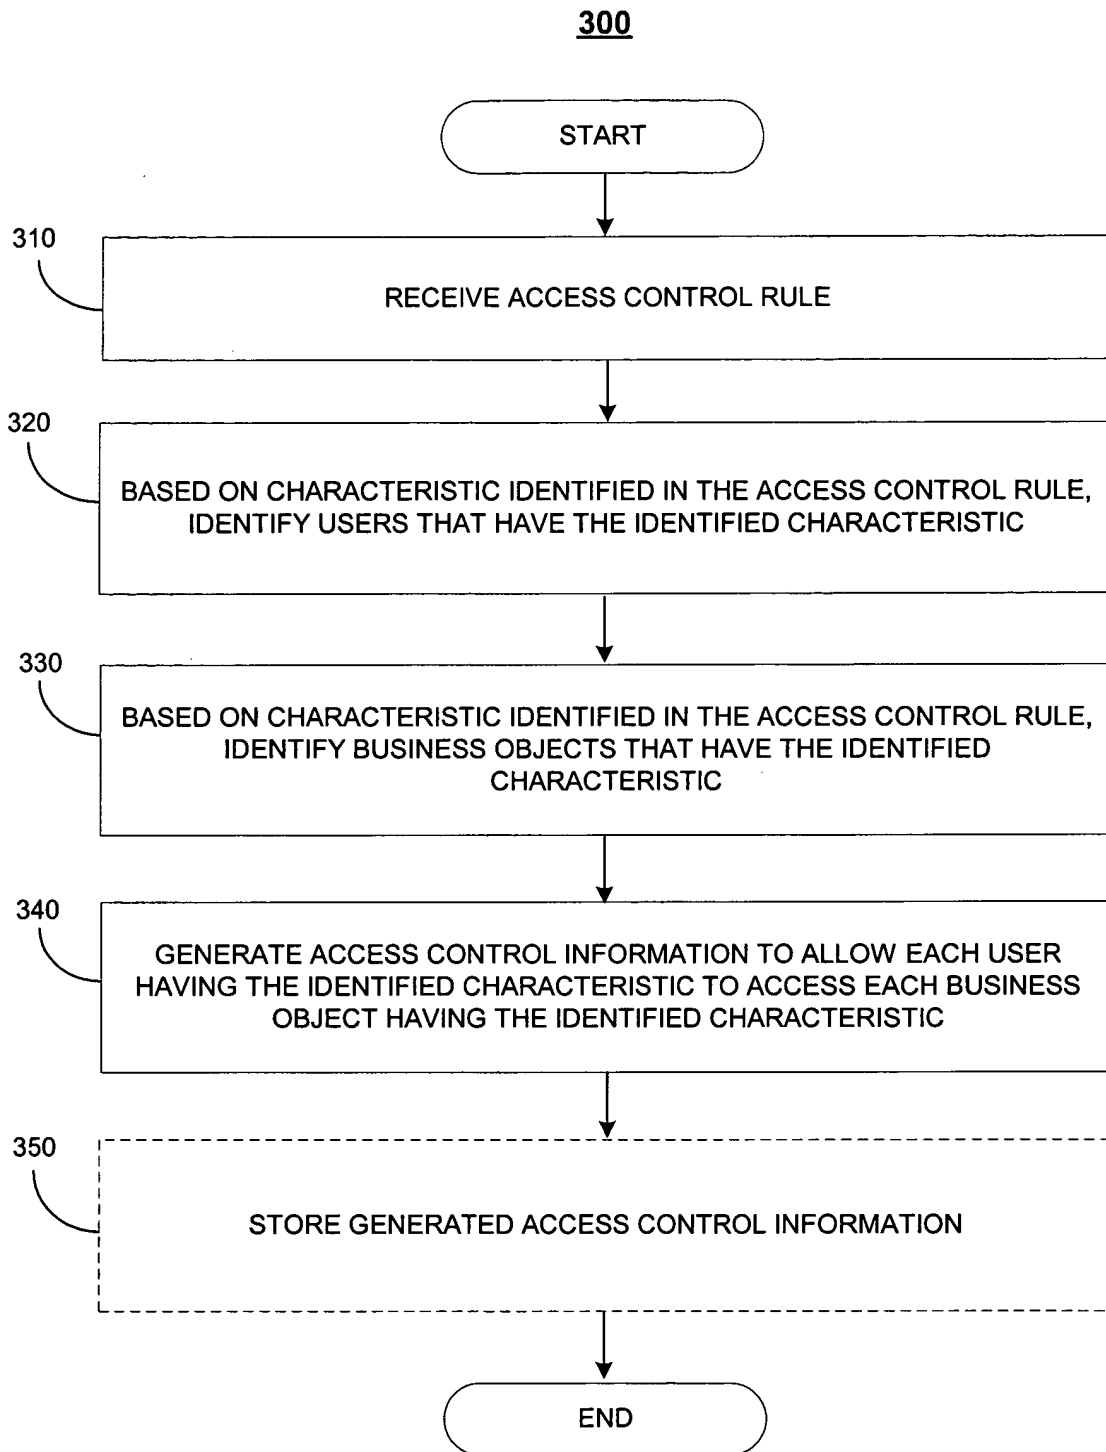 300
START
310
RECEIVE ACCESS CONTROL RULE
320
BASED ON CHARACTERISTIC IDENTIFIED IN THE ACCESS CONTROL RULE,
IDENTIFY USERS THAT HAVE THE IDENTIFIED CHARACTERISTIC
330
BASED ON CHARACTERISTIC IDENTIFIED IN THE ACCESS CONTROL RULE,
IDENTIFY BUSINESS OBJECTS THAT HAVE THE IDENTIFIED
CHARACTERISTIC
340
GENERATE ACCESS CONTROL INFORMATION TO ALLOW EACH USER
HAVING THE IDENTIFIED CHARACTERISTIC TO ACCESS EACH BUSINESS
OBJECT HAVING THE IDENTIFIED CHARACTERISTIC
350
STORE GENERATED ACCESS CONTROL INFORMATION
END